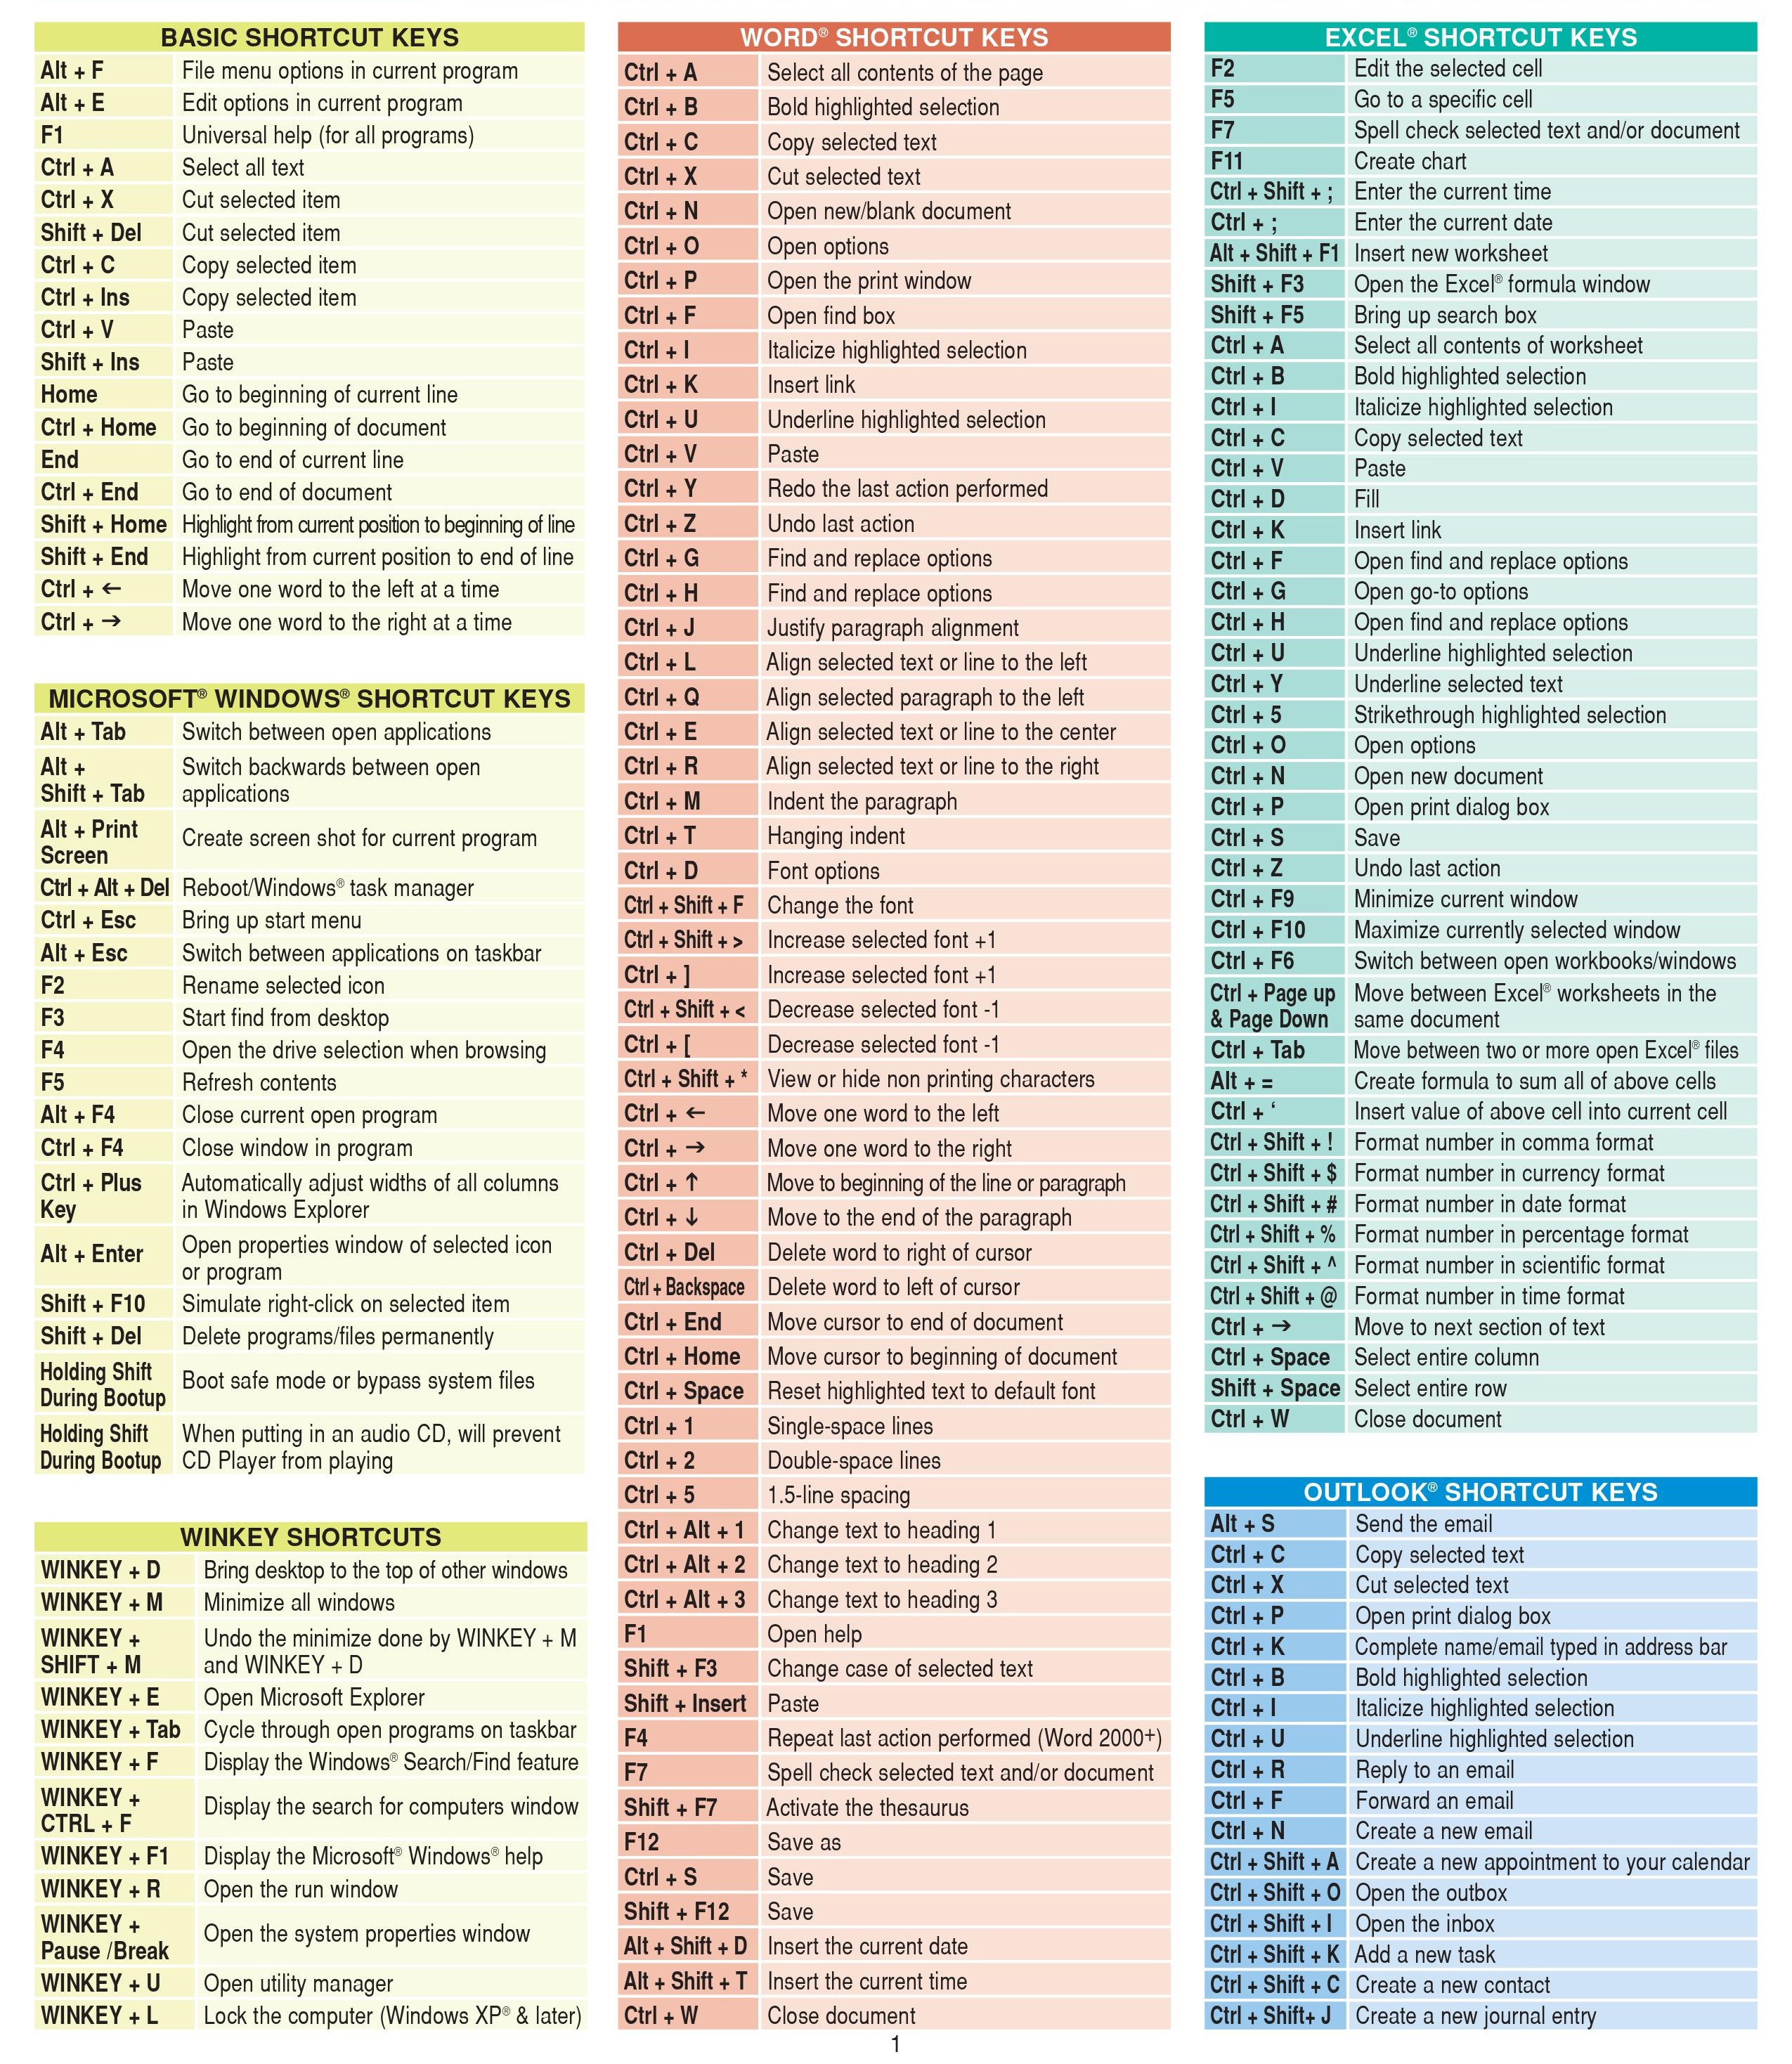 BASIC SHORTCUT KEYS
Alt + F File menu options in current program
Alt + E Edit options in current program
F1 Universal help (for all programs)
Ctrl + A Select all text
Ctrl + X Cut selected item
Shift + Del Cut selected item
Ctrl + C Copy selected item
Ctrl + Ins Copy selected item
Ctrl + V Paste
Shift + Ins Paste
Home Go to beginning of current line
Ctrl + Home Go to beginning of document
End Go to end of current line
Ctrl + End Go to end of document
Shift + Home Highlight from current position to beginning of line
Shift + End Highlight from current position to end of line
Ctrl + ← Move one word to the left at a time
Ctrl + → Move one word to the right at a time
MICROSOFT® WINDOWS® SHORTCUT KEYS
Alt + Tab Switch between open applications
Alt +
Shift + Tab
Switch backwards between open
applications
Alt + Print
Screen
Create screen shot for current program
Ctrl + Alt + Del Reboot/Windows® task manager
Ctrl + Esc Bring up start menu
Alt + Esc Switch between applications on taskbar
F2 Rename selected icon
F3 Start find from desktop
F4 Open the drive selection when browsing
F5 Refresh contents
Alt + F4 Close current open program
Ctrl + F4 Close window in program
Ctrl + Plus
Key
Automatically adjust widths of all columns
in Windows Explorer
Alt + Enter
Open properties window of selected icon
or program
Shift + F10 Simulate right-click on selected item
Shift + Del Delete programs/files permanently
Holding Shift
During Bootup
Boot safe mode or bypass system files
Holding Shift
During Bootup
When putting in an audio CD, will prevent
CD Player from playing
WINKEY SHORTCUTS
WINKEY + D Bring desktop to the top of other windows
WINKEY + M Minimize all windows
WINKEY +
SHIFT + M
Undo the minimize done by WINKEY + M
and WINKEY + D
WINKEY + E Open Microsoft Explorer
WINKEY + Tab Cycle through open programs on taskbar
WINKEY + F Display the Windows® Search/Find feature
WINKEY +
CTRL + F
Display the search for computers window
WINKEY + F1 Display the Microsoft® Windows® help
WINKEY + R Open the run window
WINKEY +
Pause /Break
Open the system properties window
WINKEY + U Open utility manager
WINKEY + L Lock the computer (Windows XP® & later)
WORD® SHORTCUT KEYS
Ctrl + A Select all contents of the page
Ctrl + B Bold highlighted selection
Ctrl + C Copy selected text
Ctrl + X Cut selected text
Ctrl + N Open new/blank document
Ctrl + O Open options
Ctrl + P Open the print window
Ctrl + F Open find box
Ctrl + I Italicize highlighted selection
Ctrl + K Insert link
Ctrl + U Underline highlighted selection
Ctrl + V Paste
Ctrl + Y Redo the last action performed
Ctrl + Z Undo last action
Ctrl + G Find and replace options
Ctrl + H Find and replace options
Ctrl + J Justify paragraph alignment
Ctrl + L Align selected text or line to the left
Ctrl + Q Align selected paragraph to the left
Ctrl + E Align selected text or line to the center
Ctrl + R Align selected text or line to the right
Ctrl + M Indent the paragraph
Ctrl + T Hanging indent
Ctrl + D Font options
Ctrl + Shift + F Change the font
Ctrl + Shift + > Increase selected font +1
Ctrl + ] Increase selected font +1
Ctrl + Shift + < Decrease selected font -1
Ctrl + [ Decrease selected font -1
Ctrl + Shift + * View or hide non printing characters
Ctrl + ← Move one word to the left
Ctrl + → Move one word to the right
Ctrl + ↑ Move to beginning of the line or paragraph
Ctrl + ↓ Move to the end of the paragraph
Ctrl + Del Delete word to right of cursor
Ctrl + Backspace Delete word to left of cursor
Ctrl + End Move cursor to end of document
Ctrl + Home Move cursor to beginning of document
Ctrl + Space Reset highlighted text to default font
Ctrl + 1 Single-space lines
Ctrl + 2 Double-space lines
Ctrl + 5 1.5-line spacing
Ctrl + Alt + 1 Change text to heading 1
Ctrl + Alt + 2 Change text to heading 2
Ctrl + Alt + 3 Change text to heading 3
F1 Open help
Shift + F3 Change case of selected text
Shift + Insert Paste
F4 Repeat last action performed (Word 2000+)
F7 Spell check selected text and/or document
Shift + F7 Activate the thesaurus
F12 Save as
Ctrl + S Save
Shift + F12 Save
Alt + Shift + D Insert the current date
Alt + Shift + T Insert the current time
Ctrl + W Close document
EXCEL® SHORTCUT KEYS
F2 Edit the selected cell
F5 Go to a specific cell
F7 Spell check selected text and/or document
F11 Create chart
Ctrl + Shift + ; Enter the current time
Ctrl + ; Enter the current date
Alt + Shift + F1 Insert new worksheet
Shift + F3 Open the Excel® formula window
Shift + F5 Bring up search box
Ctrl + A Select all contents of worksheet
Ctrl + B Bold highlighted selection
Ctrl + I Italicize highlighted selection
Ctrl + C Copy selected text
Ctrl + V Paste
Ctrl + D Fill
Ctrl + K Insert link
Ctrl + F Open find and replace options
Ctrl + G Open go-to options
Ctrl + H Open find and replace options
Ctrl + U Underline highlighted selection
Ctrl + Y Underline selected text
Ctrl + 5 Strikethrough highlighted selection
Ctrl + O Open options
Ctrl + N Open new document
Ctrl + P Open print dialog box
Ctrl + S Save
Ctrl + Z Undo last action
Ctrl + F9 Minimize current window
Ctrl + F10 Maximize currently selected window
Ctrl + F6 Switch between open workbooks/windows
Ctrl + Page up
& Page Down
Move between Excel® worksheets in the
same document
Ctrl + Tab Move between two or more open Excel® files
Alt + = Create formula to sum all of above cells
Ctrl + ‘ Insert value of above cell into current cell
Ctrl + Shift + ! Format number in comma format
Ctrl + Shift + $ Format number in currency format
Ctrl + Shift + # Format number in date format
Ctrl + Shift + % Format number in percentage format
Ctrl + Shift + ^ Format number in scientific format
Ctrl + Shift + @ Format number in time format
Ctrl + → Move to next section of text
Ctrl + Space Select entire column
Shift + Space Select entire row
Ctrl + W Close document
OUTLOOK® SHORTCUT KEYS
Alt + S Send the email
Ctrl + C Copy selected text
Ctrl + X Cut selected text
Ctrl + P Open print dialog box
Ctrl + K Complete name/email typed in address bar
Ctrl + B Bold highlighted selection
Ctrl + I Italicize highlighted selection
Ctrl + U Underline highlighted selection
Ctrl + R Reply to an email
Ctrl + F Forward an email
Ctrl + N Create a new email
Ctrl + Shift + A Create a new appointment to your calendar
Ctrl + Shift + O Open the outbox
Ctrl + Shift + I Open the inbox
Ctrl + Shift + K Add a new task
Ctrl + Shift + C Create a new contact
Ctrl + Shift+ J Create a new journal entry
1